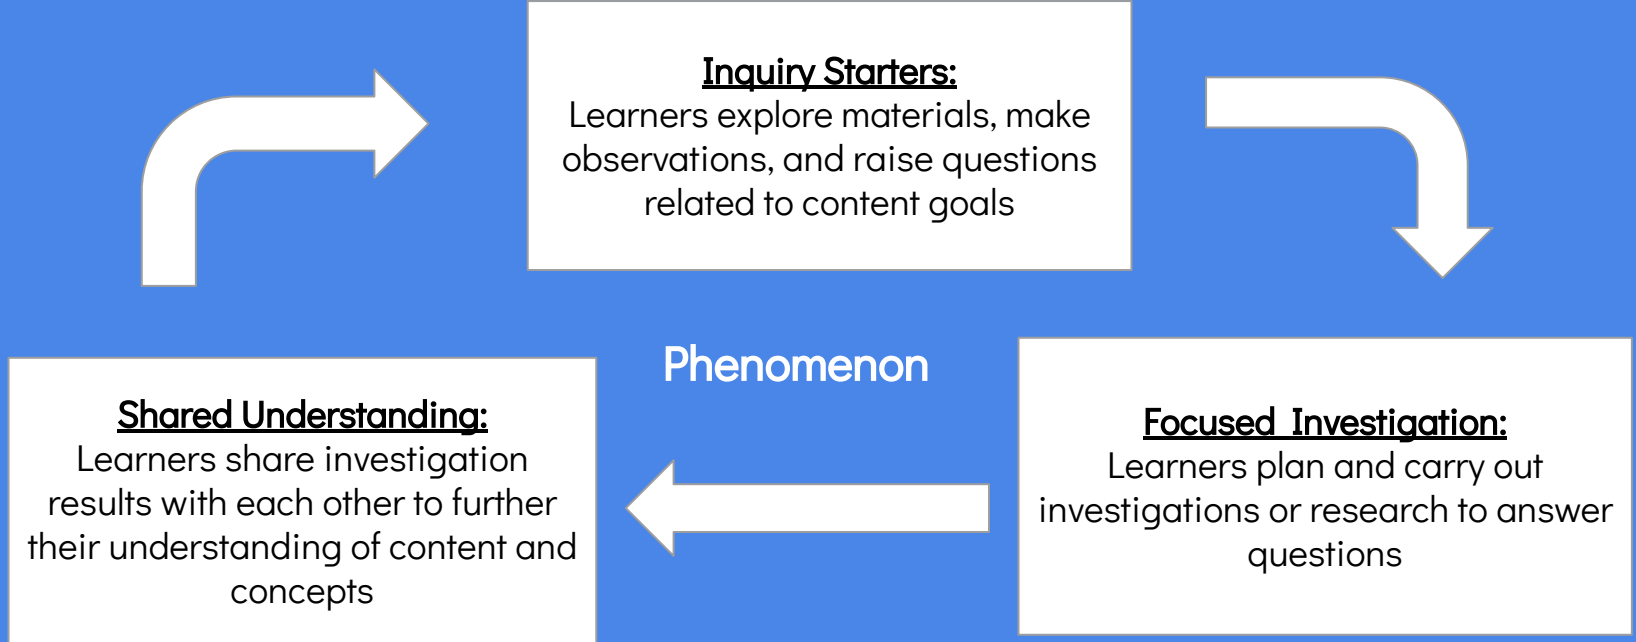 Inquiry Starters:
Learners explore materials, make
observations, and raise questions
related to content goals
Phenomenon
Focused Investigation:
Learners plan and carry out
investigations or research to answer
questions
Shared Understanding:
Learners share investigation
results with each other to further
their understanding of content and
concepts